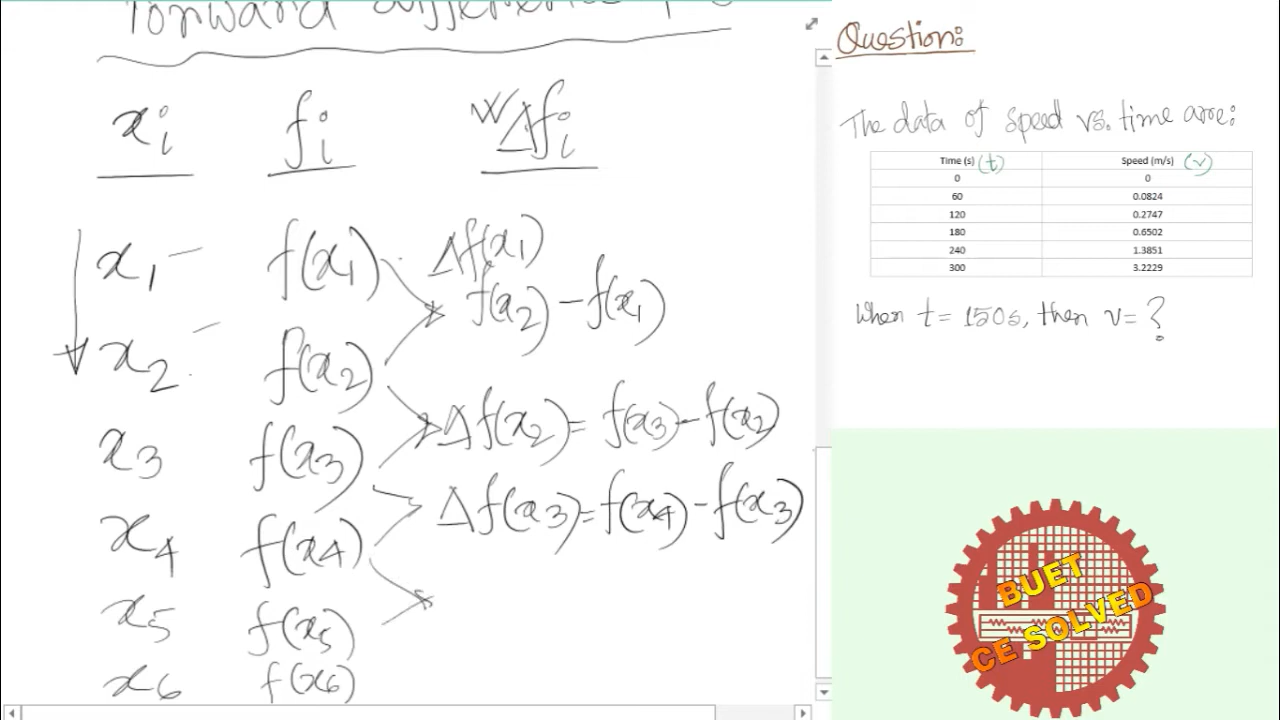 forward difference
xi fi Δfi
x1 f(x1) Δf(x1)
f(x2) - f(x1)
x2 f(x2)
Δf(x2) = f(x3) - f(x2)
x3 f(x3)
Δf(x3) = f(x4) - f(x3)
x4 f(x4)
x5 f(x5)
x6 f(x6)
Question:
The data of speed vs. time are:
Time (s) (t) Speed (m/s) (v)
0 0
60 0.0824
120 0.2747
180 0.6502
240 1.3851
300 3.2229
When t = 150s, then v = ?
BUET
CE SOLVED